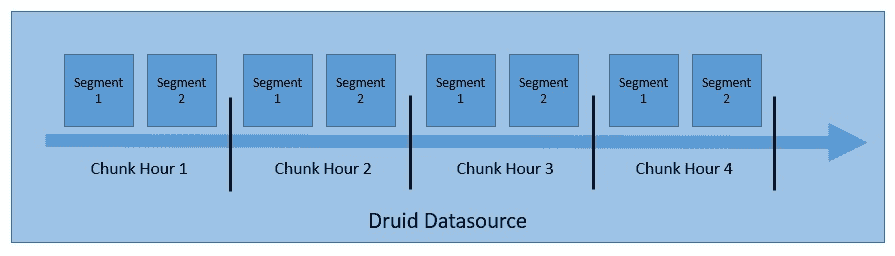 Segment
1
Segment
2
Segment
1
Segment
2
Segment
1
Segment
2
Segment
1
Segment
2
Chunk Hour 1
Chunk Hour 2
Chunk Hour 3
Chunk Hour 4
Druid Datasource